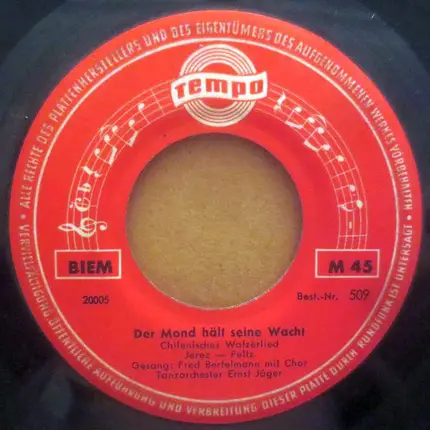 ALLE RECHTE DES PLATTENHERSTELLERS UND DES EIGENTÜMERS DES AUFGENOMMENEN WERKES VORBEHALTEN
VERVIELFÄLTIGUNG ÖFFENTLICHE AUFFÜHRUNG UND VERBREITUNG DIESER PLATTE DURCH RUNDFUNK IST UNTERSAGT
Tempo
BIEM
M 45
20005
Best.-Nr. 509
Der Mond hält seine Wacht
Chilenisches Walzerlied
Jerez — Feltz
Gesang: Fred Bertelmann mit Chor
Tanzorchester Ernst Jäger